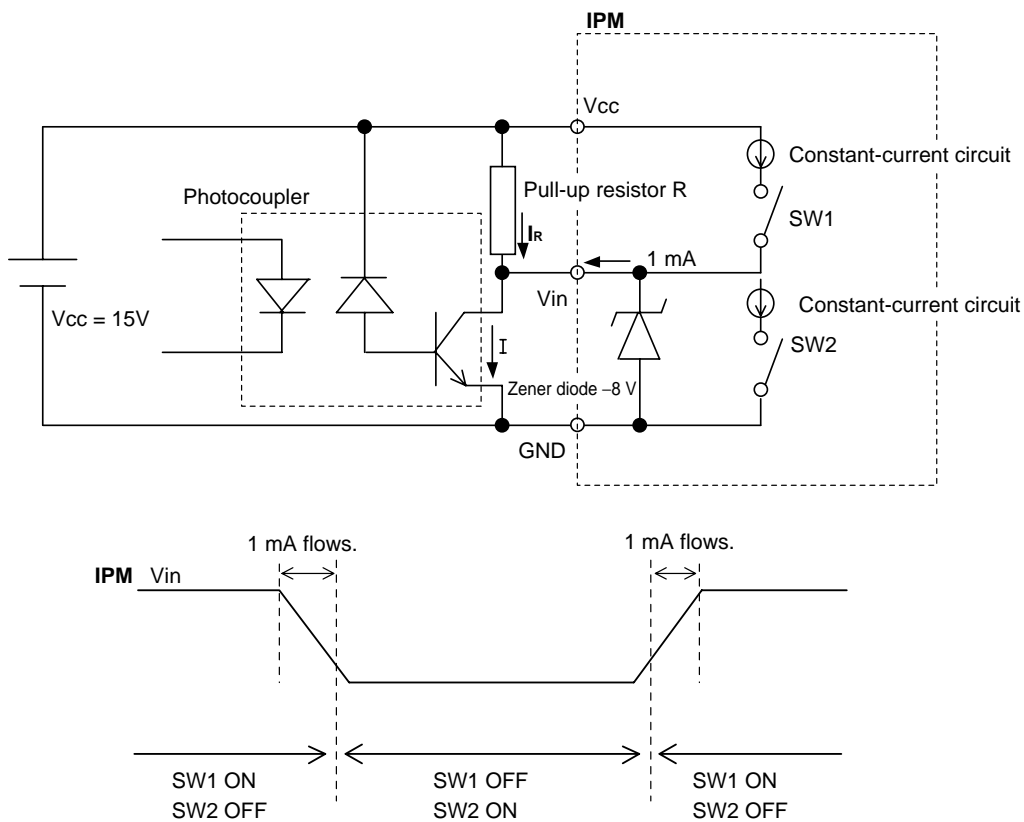 IPM
Vcc
Constant-current circuit
Pull-up resistor R
Photocoupler
SW1
IR
1 mA
Vin
Constant-current circuit
Vcc = 15V
SW2
I
Zener diode –8 V
GND
1 mA flows.
1 mA flows.
IPM Vin
SW1 ON
SW2 OFF
SW1 OFF
SW2 ON
SW1 ON
SW2 OFF